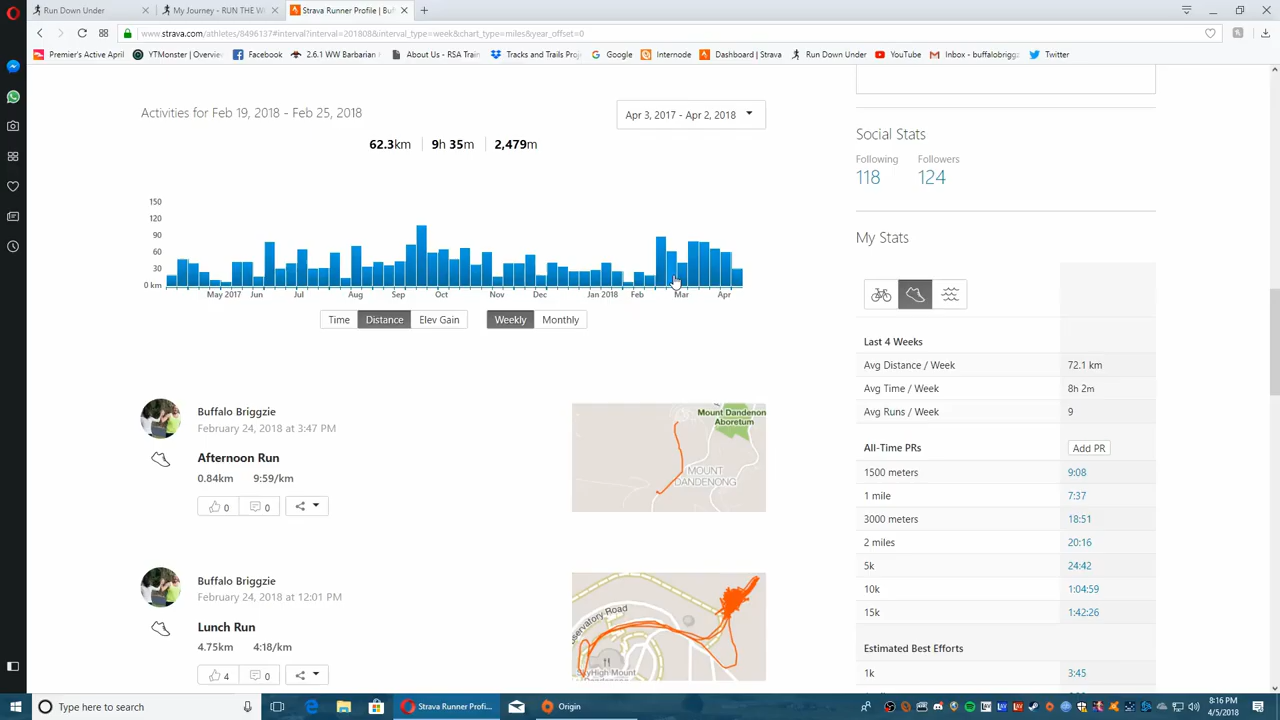 Run Down Under
My Journey - RUN THE W
Strava Runner Profile | Buf
www.strava.com/athletes/8496137#interval?interval=201808&interval_type=week&chart_type=miles&year_offset=0
Premier's Active April
YTMonster | Overvie
Facebook
2.6.1 WW Barbarian
About Us - RSA Train
Tracks and Trails Proj
Google
Internode
Dashboard | Strava
Run Down Under
YouTube
Inbox - buffalobrigg
Twitter
Activities for Feb 19, 2018 - Feb 25, 2018
Apr 3, 2017 - Apr 2, 2018
62.3km 9h 35m 2,479m
150
120
90
60
30
0 km
May 2017 Jun Jul Aug Sep Oct Nov Dec Jan 2018 Feb Mar Apr
Time Distance Elev Gain Weekly Monthly
Buffalo Briggzie
February 24, 2018 at 3:47 PM
Afternoon Run
0.84km 9:59/km
0 0
Mount Dandenong
Aboretum
MOUNT
DANDENONG
Buffalo Briggzie
February 24, 2018 at 12:01 PM
Lunch Run
4.75km 4:18/km
4 0
servatory Road
SkyHigh Mount
Dandenong
Social Stats
Following Followers
118 124
My Stats
Last 4 Weeks
Avg Distance / Week 72.1 km
Avg Time / Week 8h 2m
Avg Runs / Week 9
All-Time PRs Add PR
1500 meters 9:08
1 mile 7:37
3000 meters 18:51
2 miles 20:16
5k 24:42
10k 1:04:59
15k 1:42:26
Estimated Best Efforts
1k 3:45
Type here to search
Strava Runner Profi...
Origin
8:16 PM
4/5/2018